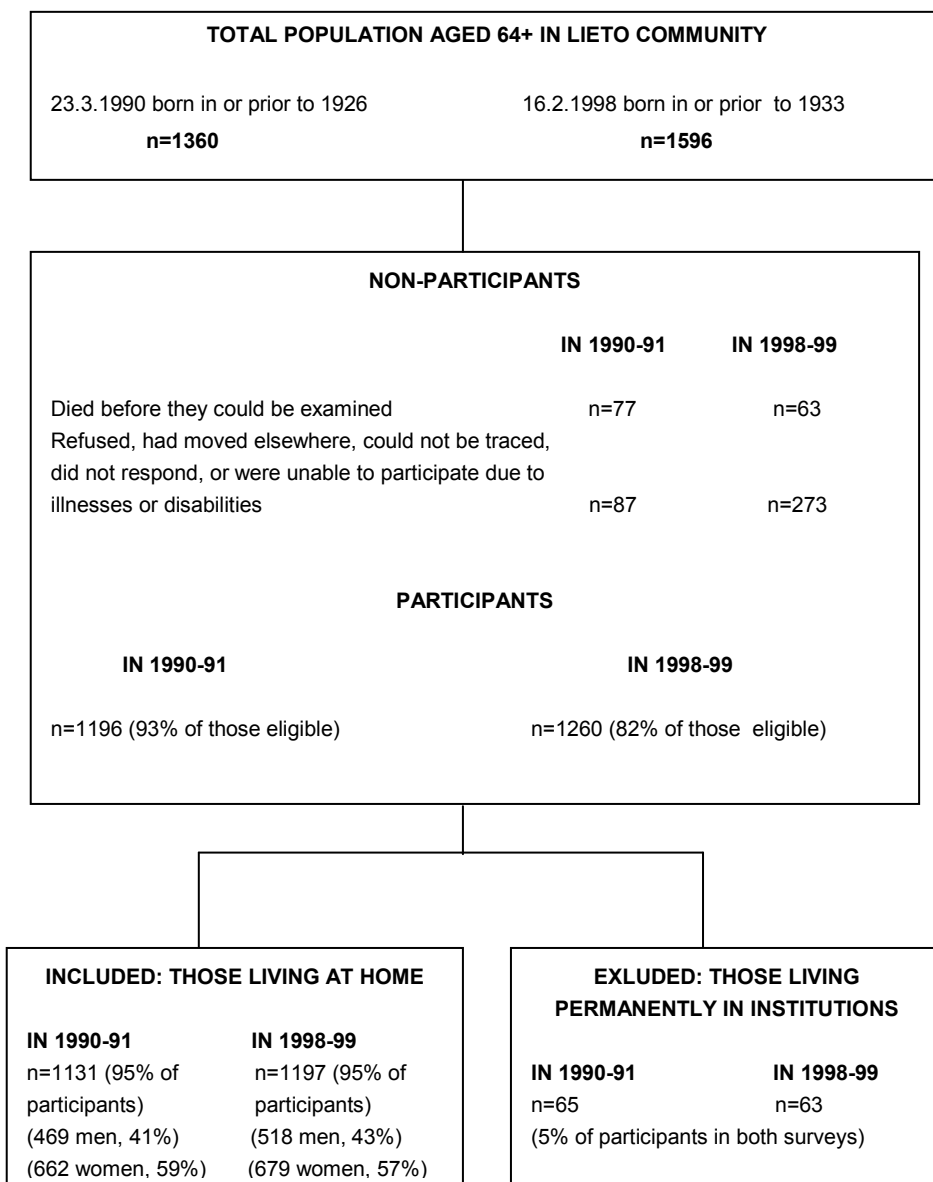 TOTAL POPULATION AGED 64+ IN LIETO COMMUNITY
23.3.1990 born in or prior to 1926 16.2.1998 born in or prior to 1933
n=1360 n=1596
NON-PARTICIPANTS
IN 1990-91 IN 1998-99
Died before they could be examined n=77 n=63
Refused, had moved elsewhere, could not be traced,
did not respond, or were unable to participate due to
illnesses or disabilities n=87 n=273
PARTICIPANTS
IN 1990-91 IN 1998-99
n=1196 (93% of those eligible) n=1260 (82% of those eligible)
INCLUDED: THOSE LIVING AT HOME
IN 1990-91 IN 1998-99
n=1131 (95% of n=1197 (95% of
participants) participants)
(469 men, 41%) (518 men, 43%)
(662 women, 59%) (679 women, 57%)
EXLUDED: THOSE LIVING
PERMANENTLY IN INSTITUTIONS
IN 1990-91 IN 1998-99
n=65 n=63
(5% of participants in both surveys)